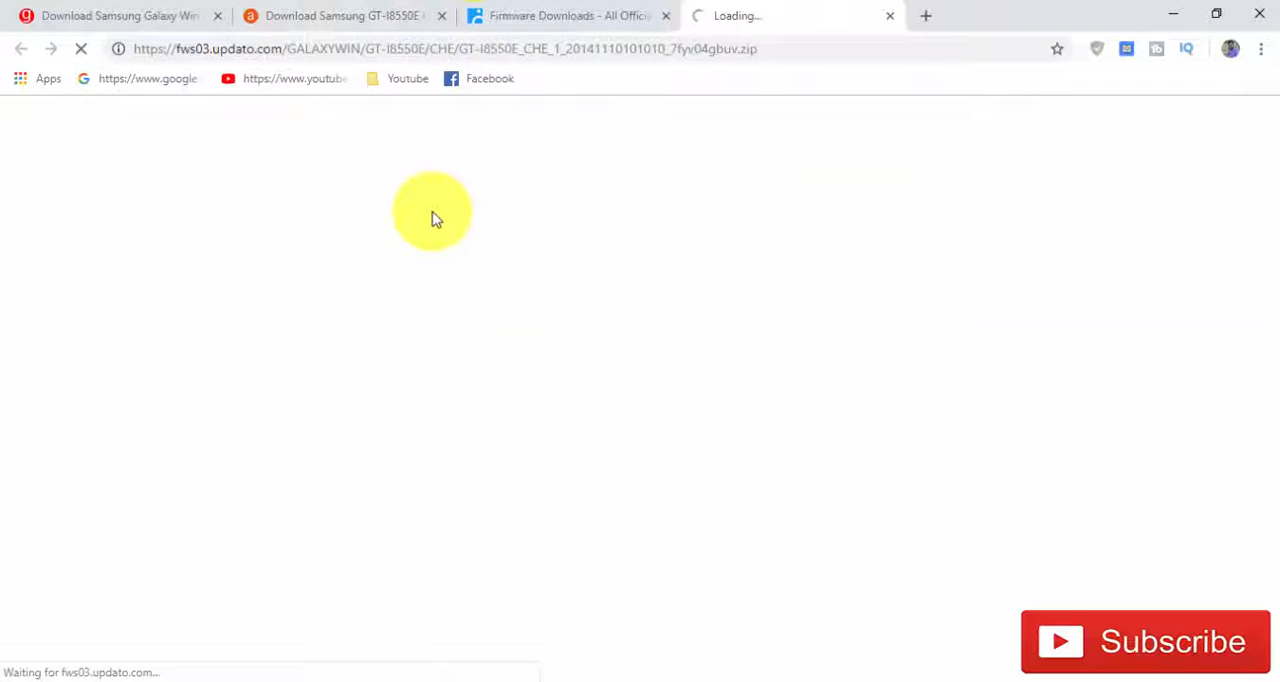 Download Samsung Galaxy Win
Download Samsung GT-I8550E
Firmware Downloads - All Offici
Loading...
https://fws03.updato.com/GALAXYWIN/GT-I8550E/CHE/GT-I8550E_CHE_1_20141110101010_7fyv04gbuv.zip
Apps
https://www.google
https://www.youtube
Youtube
Facebook
Subscribe
Waiting for fws03.updato.com...